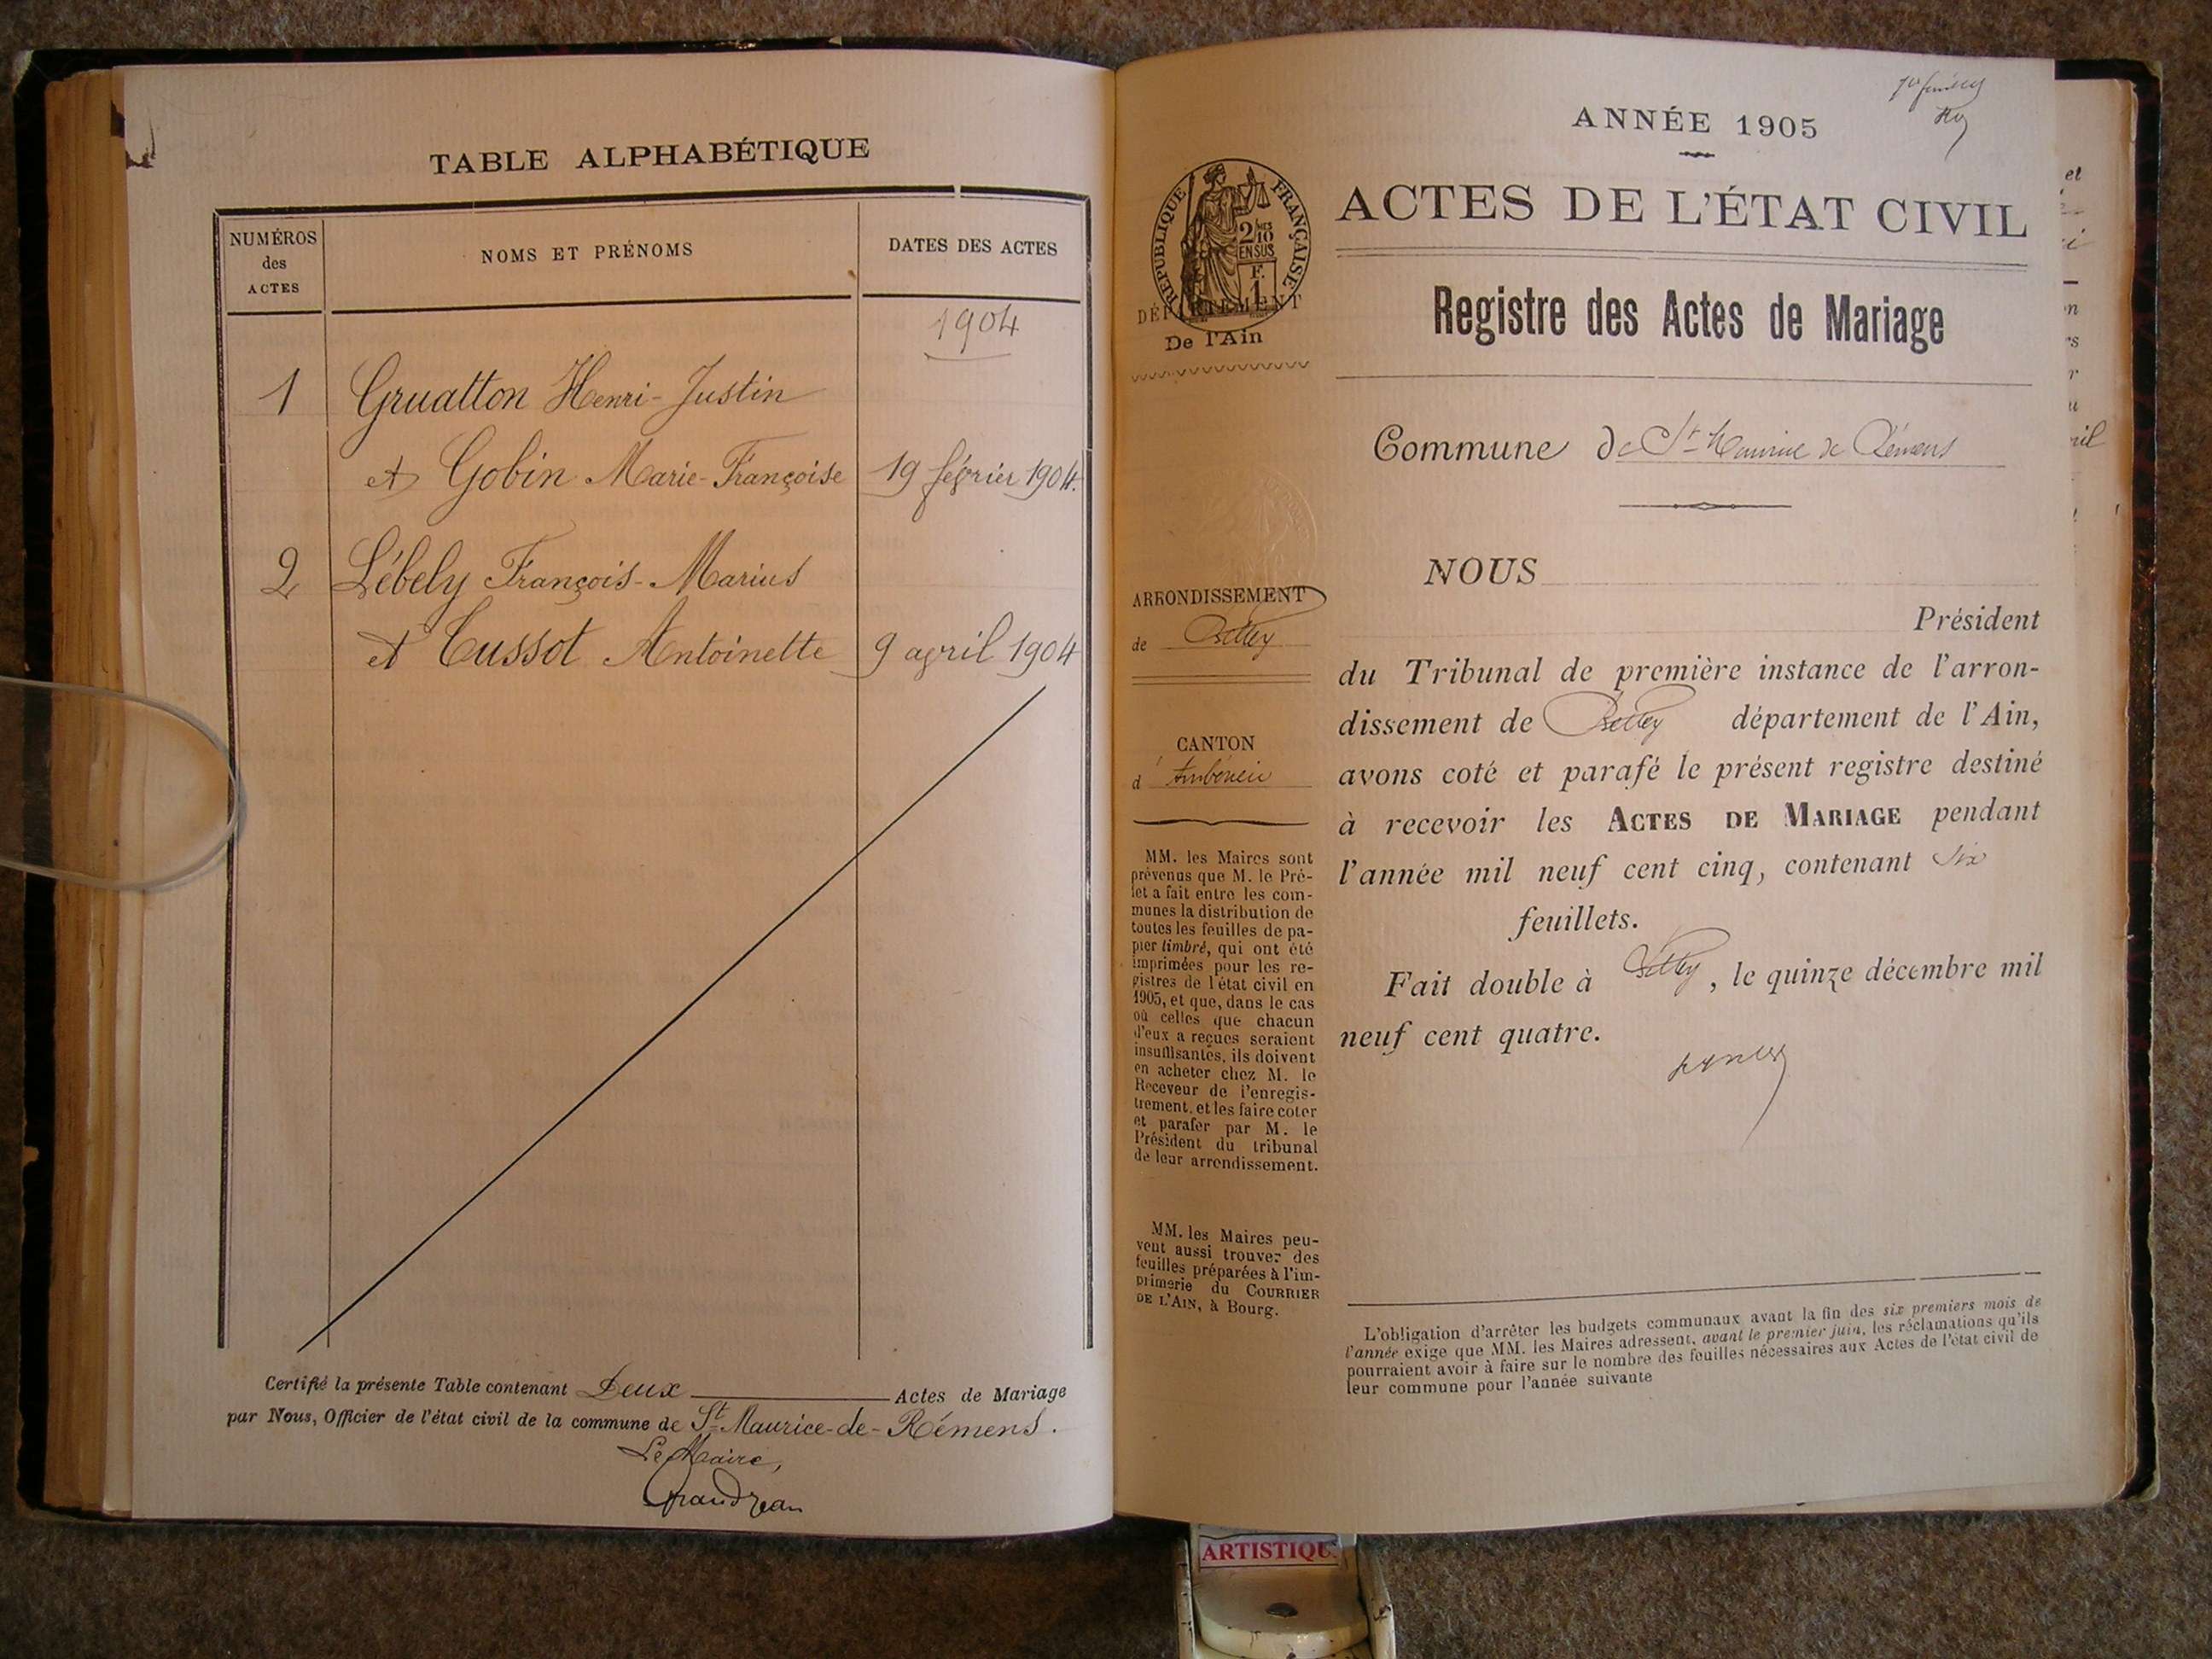 TABLE ALPHABÉTIQUE
NUMÉROS
des
ACTES
NOMS ET PRÉNOMS
DATES DES ACTES
1904
1 Gruatton Henri-Justin
et Gobin Marie-Françoise 19 février 1904.
2 Lébely François-Marius
et Cussot Antoinette 9 avril 1904
Certifié la présente Table contenant Deux Actes de Mariage
par Nous, Officier de l'état civil de la commune de St Maurice-de-Rémens.
Le Maire,
Grandjean
ANNÉE 1905
RÉPUBLIQUE FRANÇAISE
2 MES
10
EN SUS
1 F.
DÉPARTEMENT
De l'Ain
ACTES DE L'ÉTAT CIVIL
Registre des Actes de Mariage
Commune de St Maurice de Rémens
ARRONDISSEMENT
de Belley
CANTON
d'Ambérieu
MM. les Maires sont
prévenus que M. le Pré-
fet a fait entre les com-
munes la distribution de
toutes les feuilles de pa-
pier timbré, qui ont été
imprimées pour les re-
gistres de l'état civil en
1905, et que, dans le cas
où celles que chacun
d'eux a reçues seraient
insuffisantes, ils doivent
en acheter chez M. le
Receveur de l'enregis-
trement, et les faire coter
et parafer par M. le
Président du tribunal
de leur arrondissement.
MM. les Maires peu-
vent aussi trouver des
feuilles préparées à l'im-
primerie du COURRIER
DE L'AIN, à Bourg.
NOUS
Président
du Tribunal de première instance de l'arron-
dissement de Belley département de l'Ain,
avons coté et parafé le présent registre destiné
à recevoir les ACTES DE MARIAGE pendant
l'année mil neuf cent cinq, contenant six
feuillets.
Fait double à Belley, le quinze décembre mil
neuf cent quatre.
L'obligation d'arrêter les budgets communaux avant la fin des six premiers mois de
l'année exige que MM. les Maires adressent, avant le premier juin, les réclamations qu'ils
pourraient avoir à faire sur le nombre des feuilles nécessaires aux Actes de l'état civil de
leur commune pour l'année suivante
ARTISTIQU